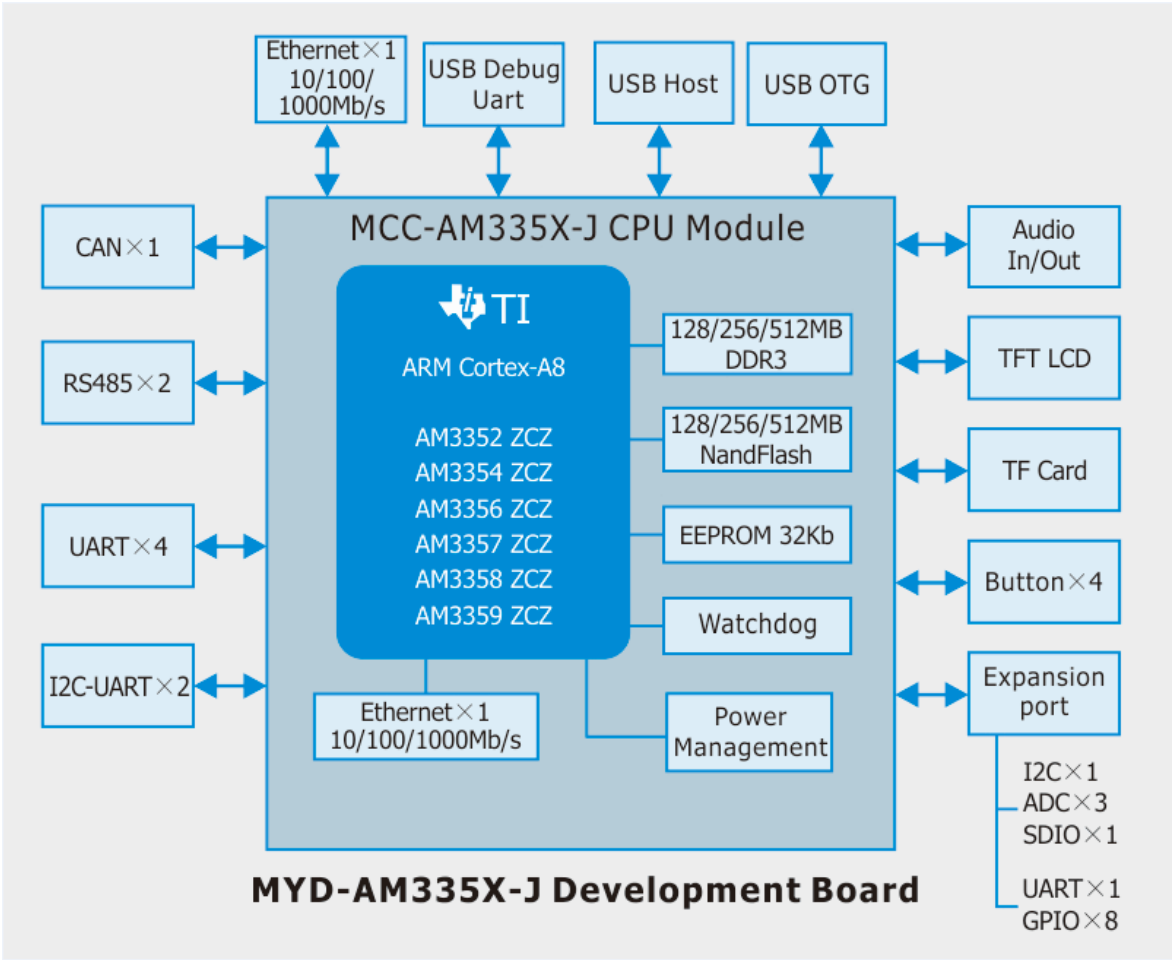 Ethernet×1
10/100/
1000Mb/s
USB Debug
Uart
USB Host
USB OTG
CAN×1
RS485×2
UART×4
I2C-UART×2
MCC-AM335X-J CPU Module
TI
ARM Cortex-A8
AM3352 ZCZ
AM3354 ZCZ
AM3356 ZCZ
AM3357 ZCZ
AM3358 ZCZ
AM3359 ZCZ
128/256/512MB
DDR3
128/256/512MB
NandFlash
EEPROM 32Kb
Watchdog
Ethernet×1
10/100/1000Mb/s
Power
Management
Audio
In/Out
TFT LCD
TF Card
Button×4
Expansion
port
I2C×1
ADC×3
SDIO×1
UART×1
GPIO×8
MYD-AM335X-J Development Board